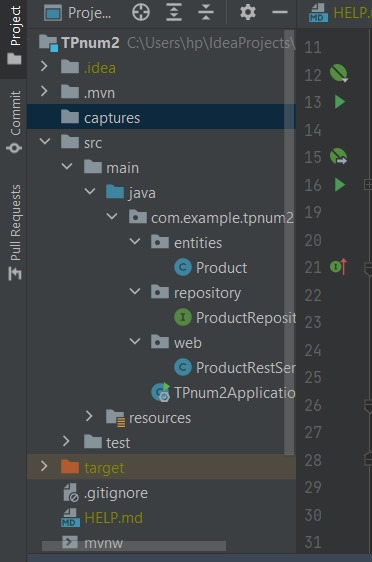 Project
Commit
Pull Requests
Proje...
HELP.
TPnum2 C:\Users\hp\IdeaProjects\
.idea
.mvn
captures
src
main
java
com.example.tpnum2
entities
C Product
repository
I ProductReposit
web
C ProductRestSer
TPnum2Applicatio
resources
test
target
.gitignore
MD HELP.md
mvnw
11
12
13
14
15
16
19
20
21
22
23
24
25
26
27
28
29
30
31